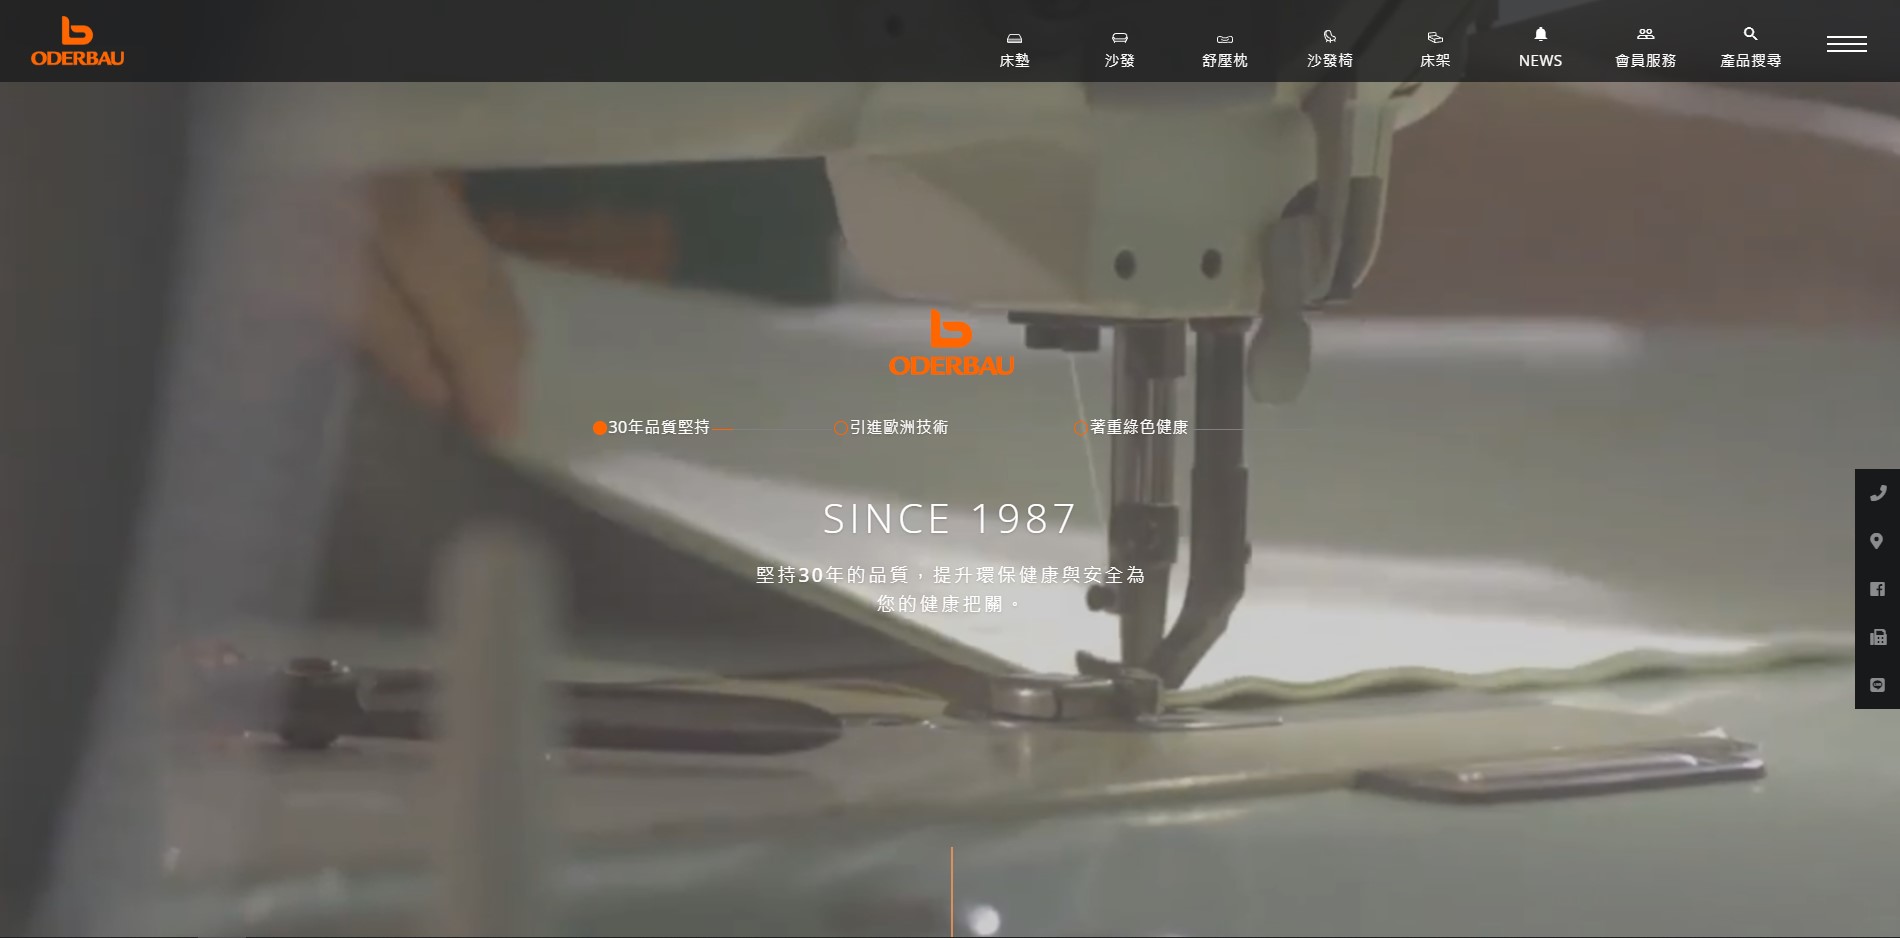 ODERBAU
床墊
沙發
舒壓枕
沙發椅
床架
NEWS
會員服務
產品搜尋
ODERBAU
30年品質堅持
引進歐洲技術
著重綠色健康
SINCE 1987
堅持30年的品質，提升環保健康與安全為
您的健康把關。